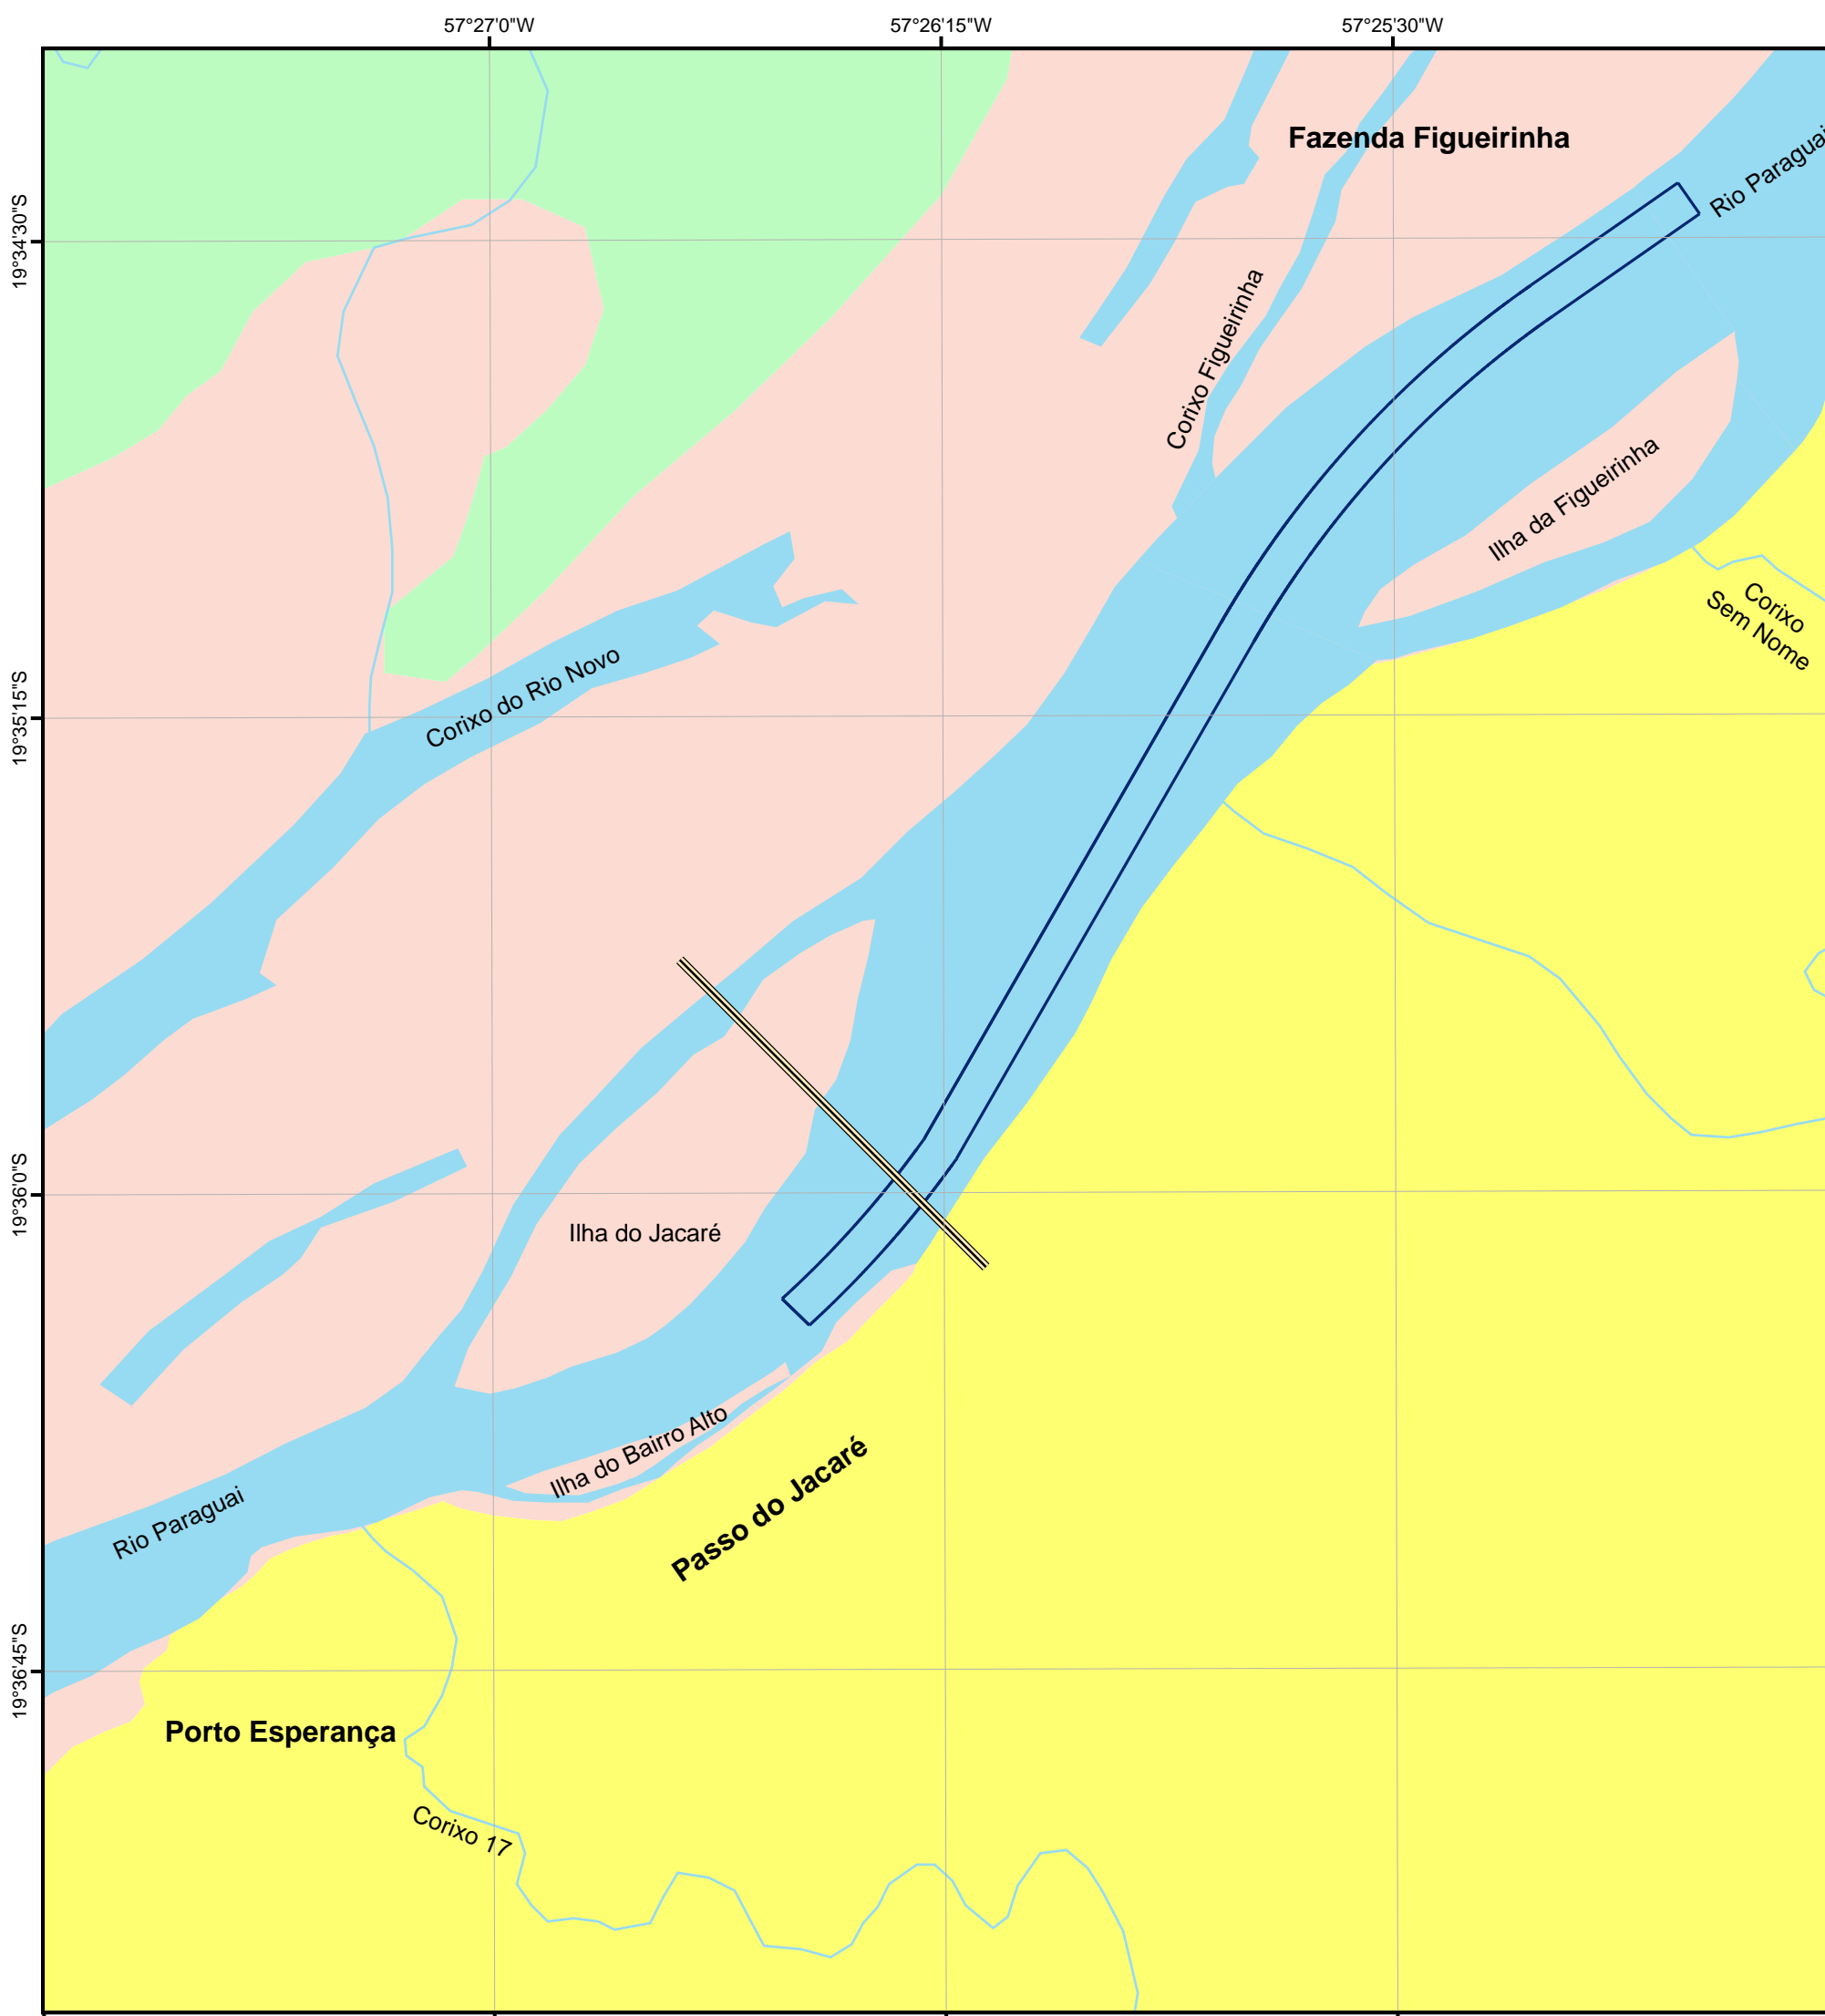 57°27'0"W
57°26'15"W
57°25'30"W
Fazenda Figueirinha
Rio Paraguai
19°34'30"S
Corixo Figueirinha
Ilha da Figueirinha
Corixo
Sem Nome
Corixo do Rio Novo
19°35'15"S
19°36'0"S
Ilha do Jacaré
Ilha do Bairro Alto
Passo do Jacaré
Rio Paraguai
19°36'45"S
Porto Esperança
Corixo 17